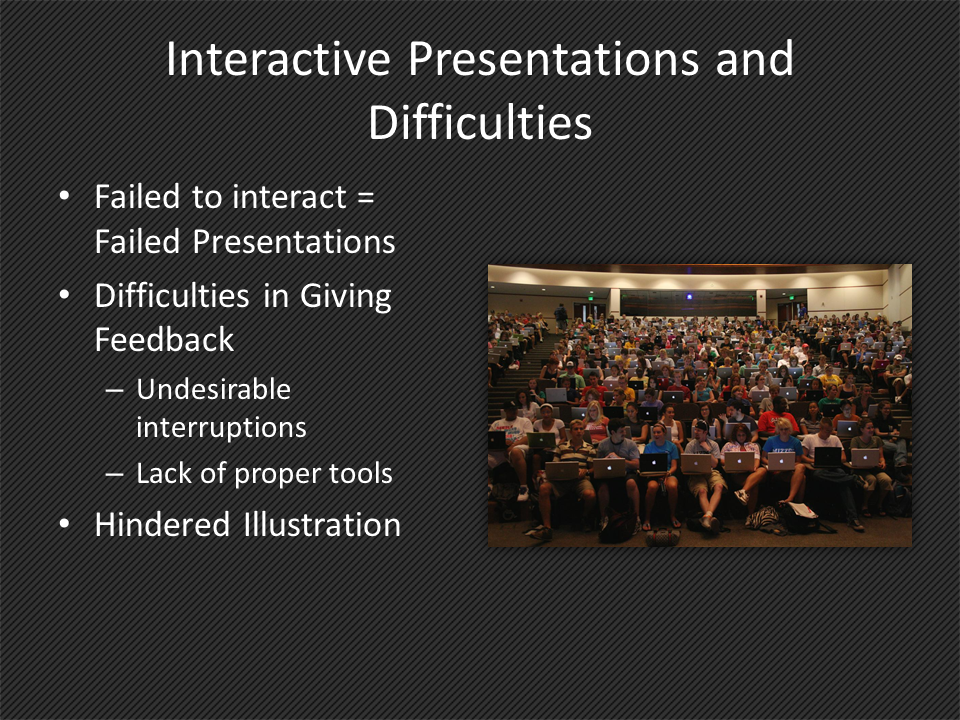 Interactive Presentations and
Difficulties
• Failed to interact =
Failed Presentations
• Difficulties in Giving
Feedback
– Undesirable
interruptions
– Lack of proper tools
• Hindered Illustration